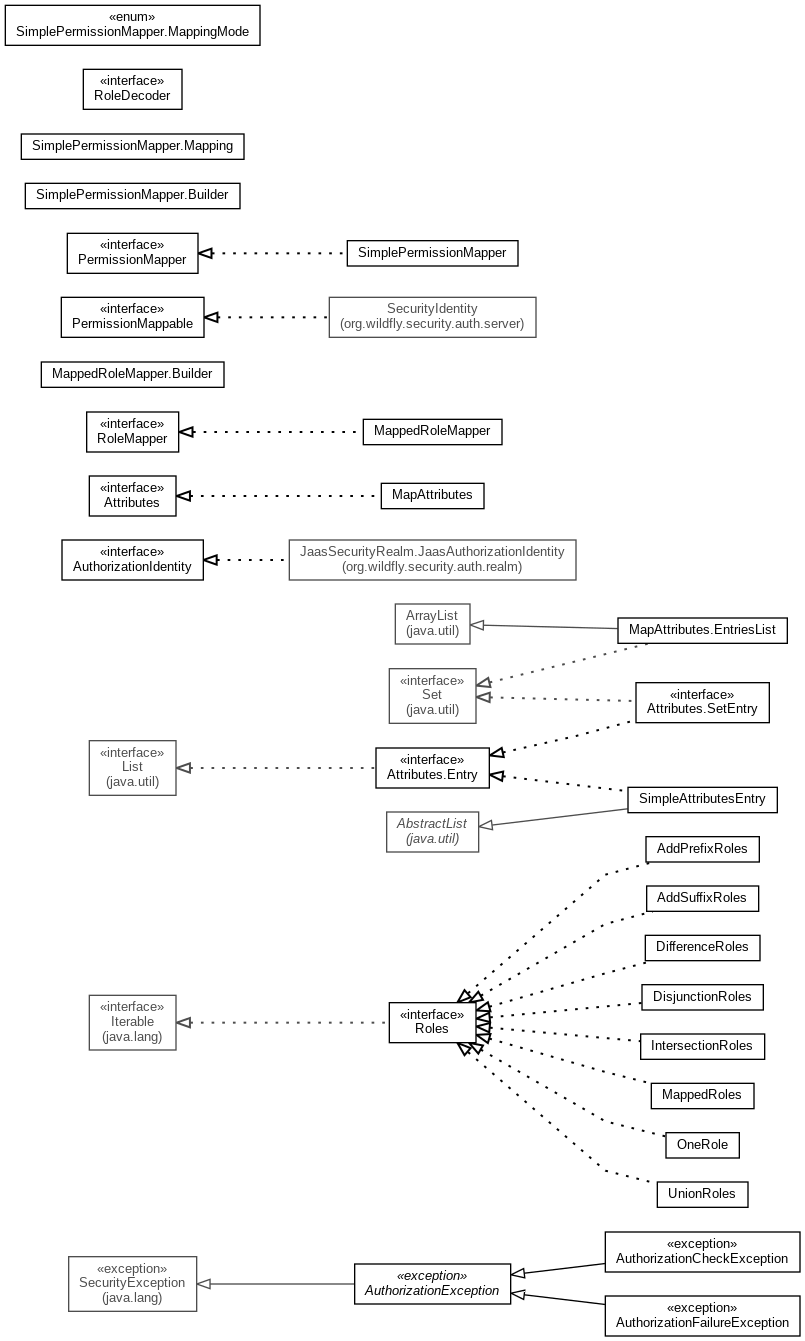 «enum»
SimplePermissionMapper.MappingMode
«interface»
RoleDecoder
SimplePermissionMapper.Mapping
SimplePermissionMapper.Builder
«interface»
PermissionMapper
SimplePermissionMapper
«interface»
PermissionMappable
SecurityIdentity
(org.wildfly.security.auth.server)
MappedRoleMapper.Builder
«interface»
RoleMapper
MappedRoleMapper
«interface»
Attributes
MapAttributes
«interface»
AuthorizationIdentity
JaasSecurityRealm.JaasAuthorizationIdentity
(org.wildfly.security.auth.realm)
ArrayList
(java.util)
MapAttributes.EntriesList
«interface»
Set
(java.util)
«interface»
Attributes.SetEntry
«interface»
List
(java.util)
«interface»
Attributes.Entry
SimpleAttributesEntry
AbstractList
(java.util)
AddPrefixRoles
AddSuffixRoles
DifferenceRoles
DisjunctionRoles
«interface»
Iterable
(java.lang)
«interface»
Roles
IntersectionRoles
MappedRoles
OneRole
UnionRoles
«exception»
SecurityException
(java.lang)
«exception»
AuthorizationException
«exception»
AuthorizationCheckException
«exception»
AuthorizationFailureException